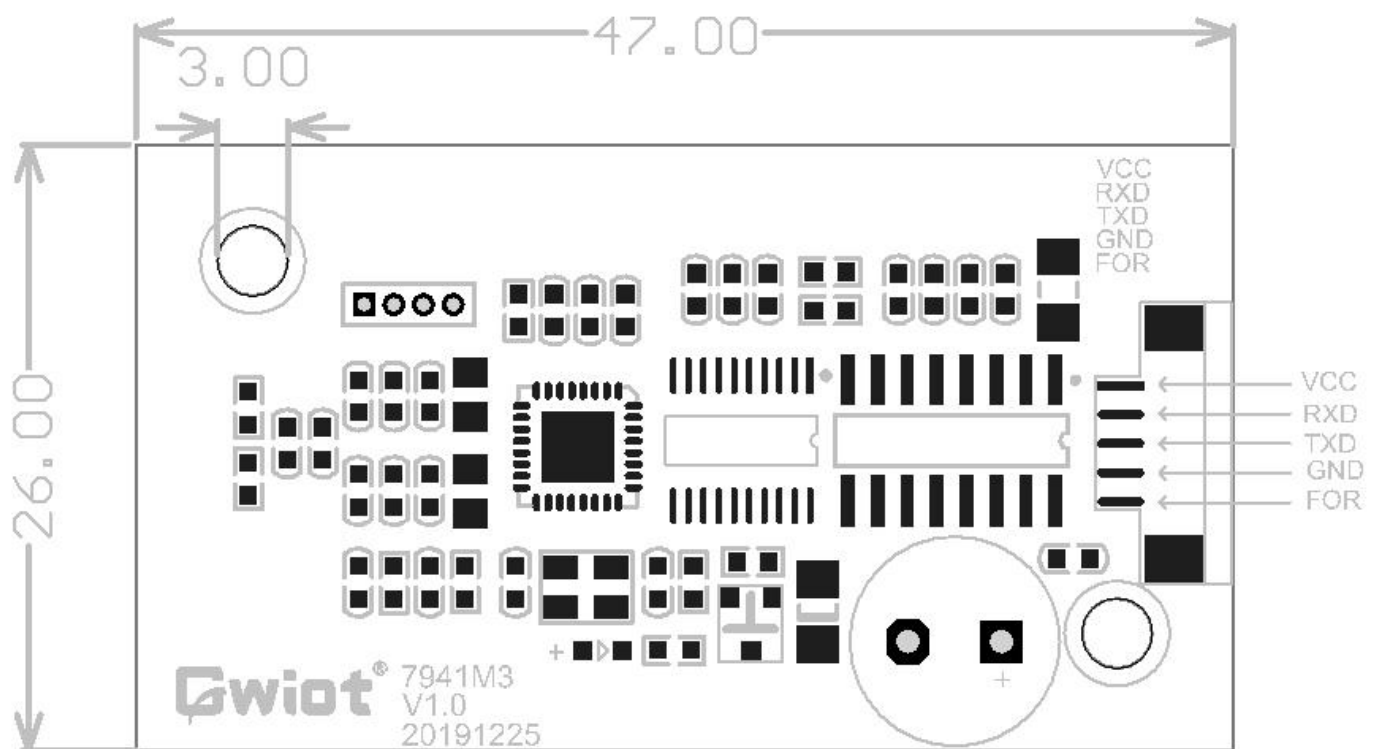 47.00
3.00
26.00
VCC
RXD
TXD
GND
FOR
VCC
RXD
TXD
GND
FOR
+
+
Gwiot® 7941M3
V1.0
20191225